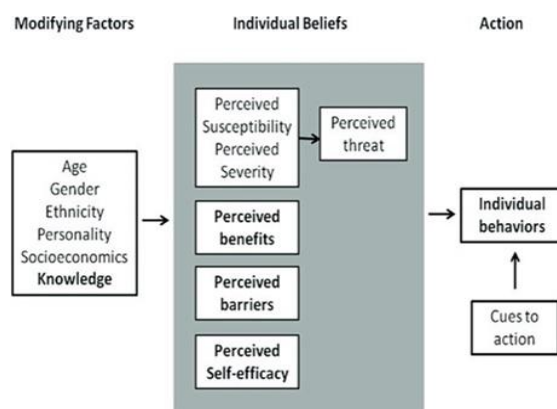 Modifying Factors
Individual Beliefs
Action
Age
Gender
Ethnicity
Personality
Socioeconomics
Knowledge
Perceived
Susceptibility
Perceived
Severity
Perceived
threat
Perceived
benefits
Perceived
barriers
Perceived
Self-efficacy
Individual
behaviors
Cues to
action